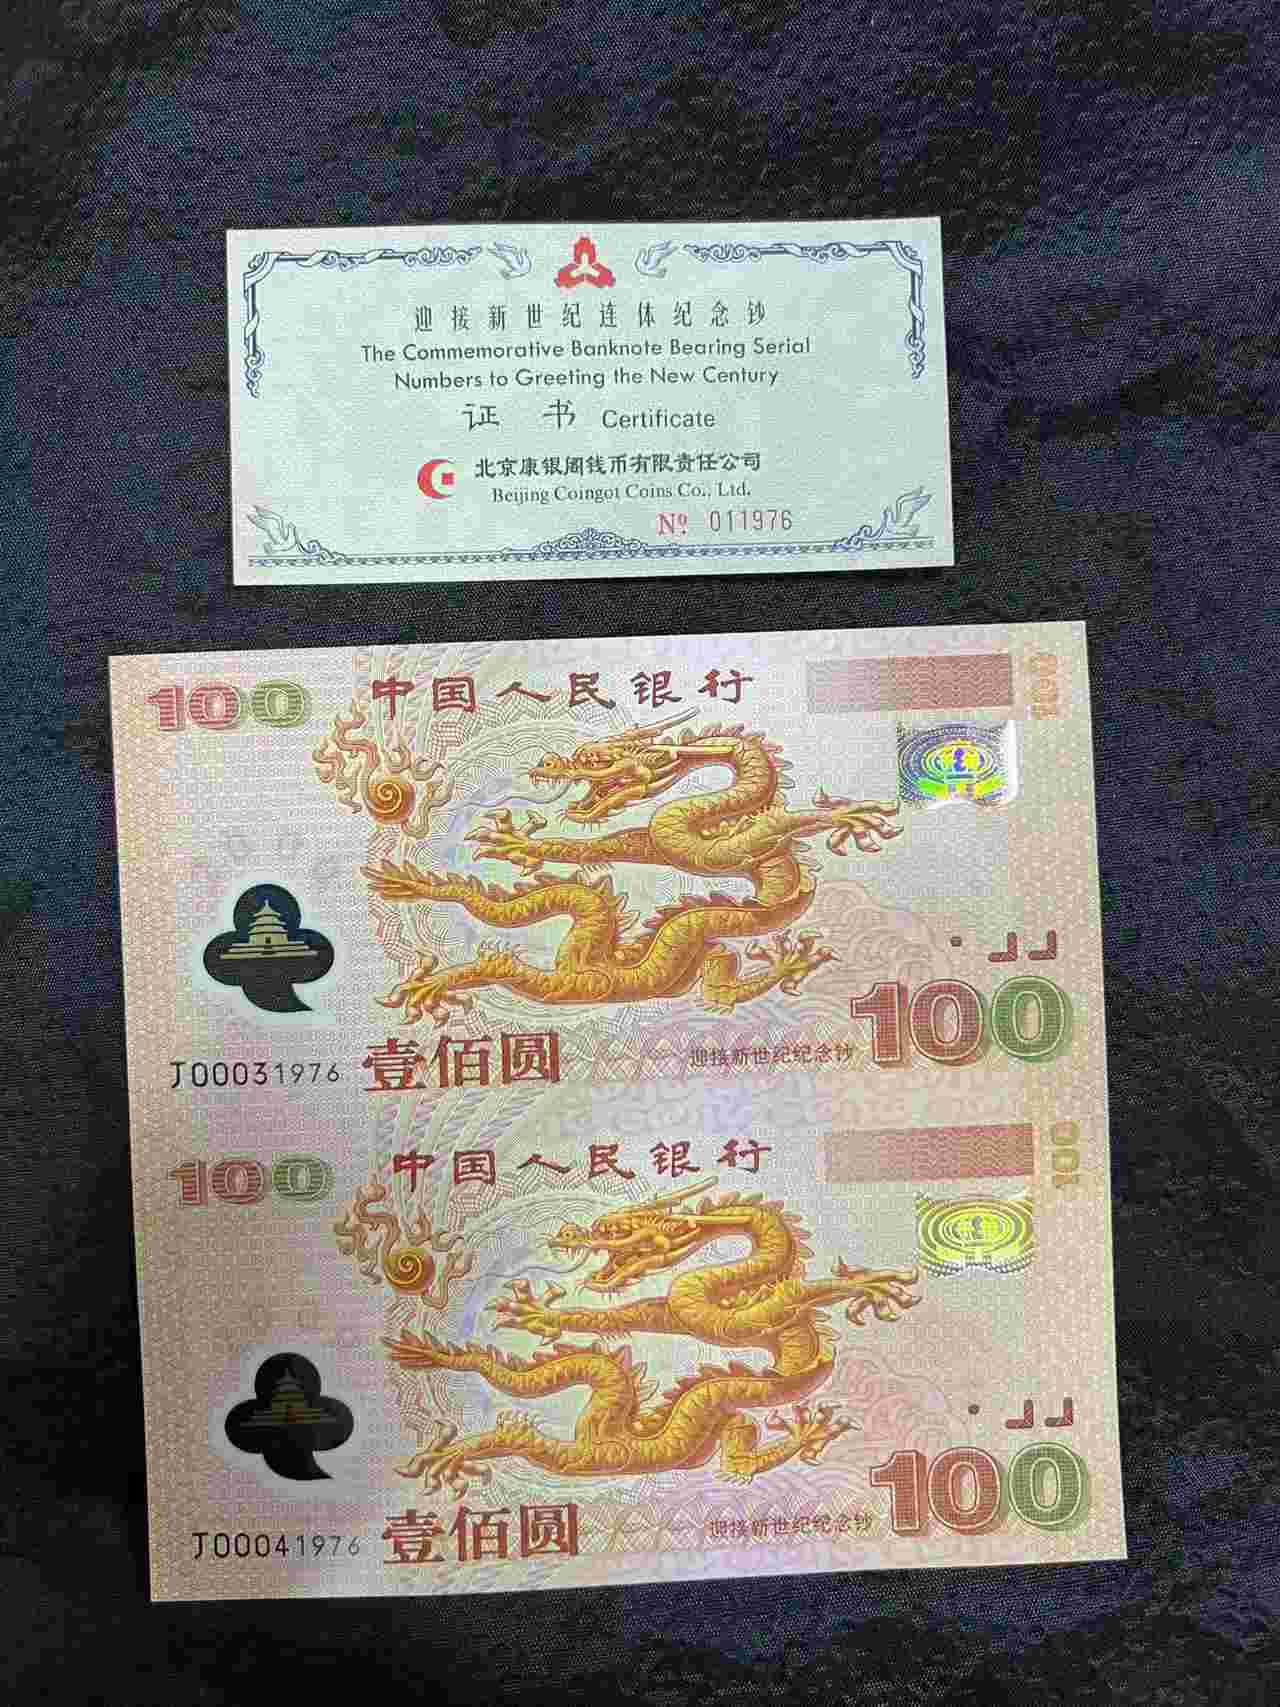 迎接新世纪连体纪念钞
The Commemorative Banknote Bearing Serial
Numbers to Greeting the New Century
证 书 Certificate
北京康银阁钱币有限责任公司
Beijing Coingot Coins Co., Ltd.
Nº 011976
100 中国人民银行 100
J00031976 壹佰圆 迎接新世纪纪念钞 100
100 中国人民银行 100
J00041976 壹佰圆 迎接新世纪纪念钞 100